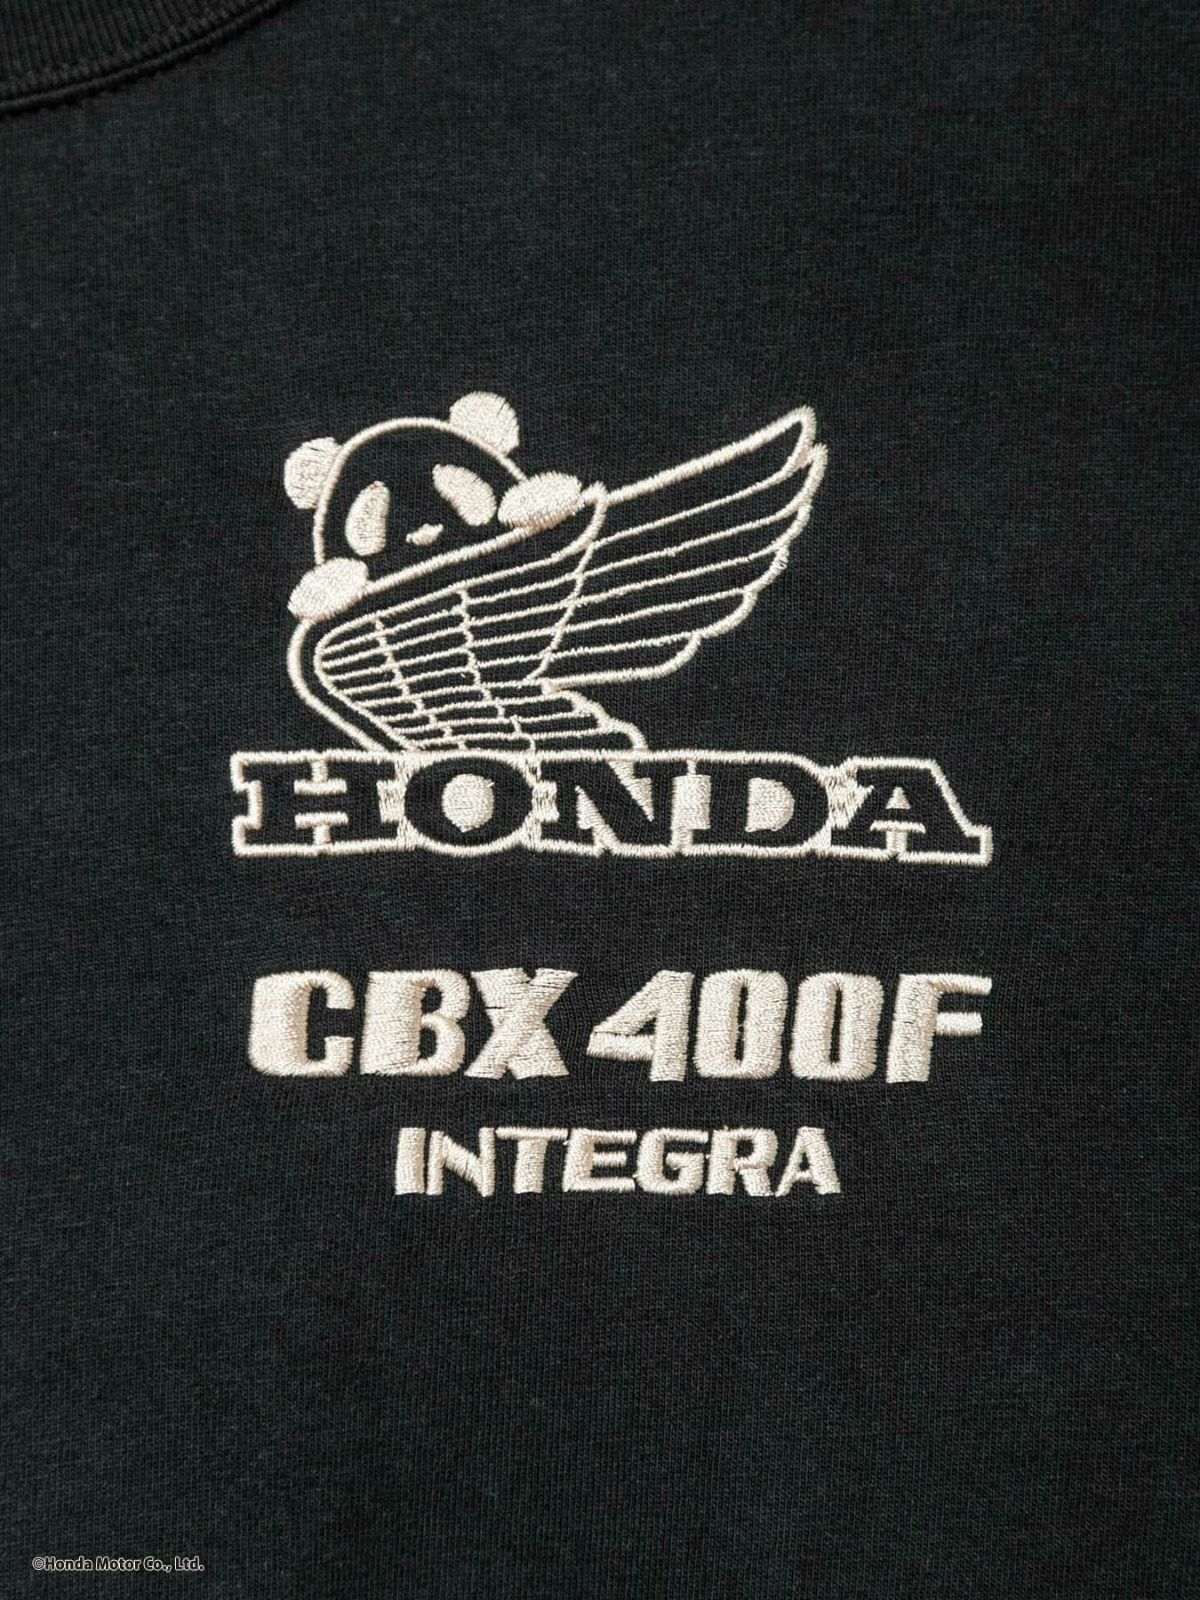 HONDA
CBX 400F
INTEGRA
©Honda Motor Co., Ltd.